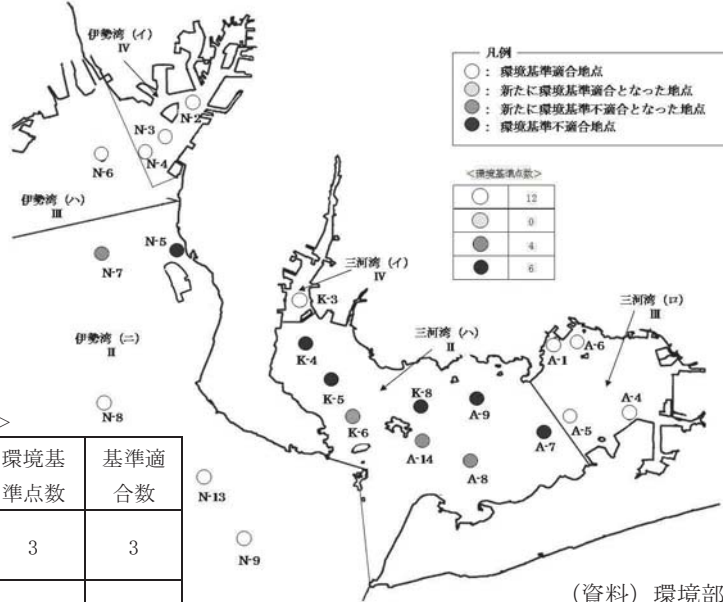 伊勢湾（イ）
Ⅳ
N-2
N-3
N-4
N-6
伊勢湾（ハ）
Ⅲ
N-5
N-7
伊勢湾（ニ）
Ⅱ
N-8
N-13
N-9
三河湾（イ）
Ⅳ
K-3
三河湾（ハ）
Ⅱ
K-4
K-5
K-6
K-8
A-9
A-14
A-8
A-7
三河湾（ロ）
Ⅲ
A-1
A-6
A-5
A-4
凡例
：環境基準適合地点
：新たに環境基準適合となった地点
：新たに環境基準不適合となった地点
：環境基準不適合地点
＜環境基準点数＞
12
0
4
6
>
環境基準点数
基準適合数
3
3
（資料）環境部